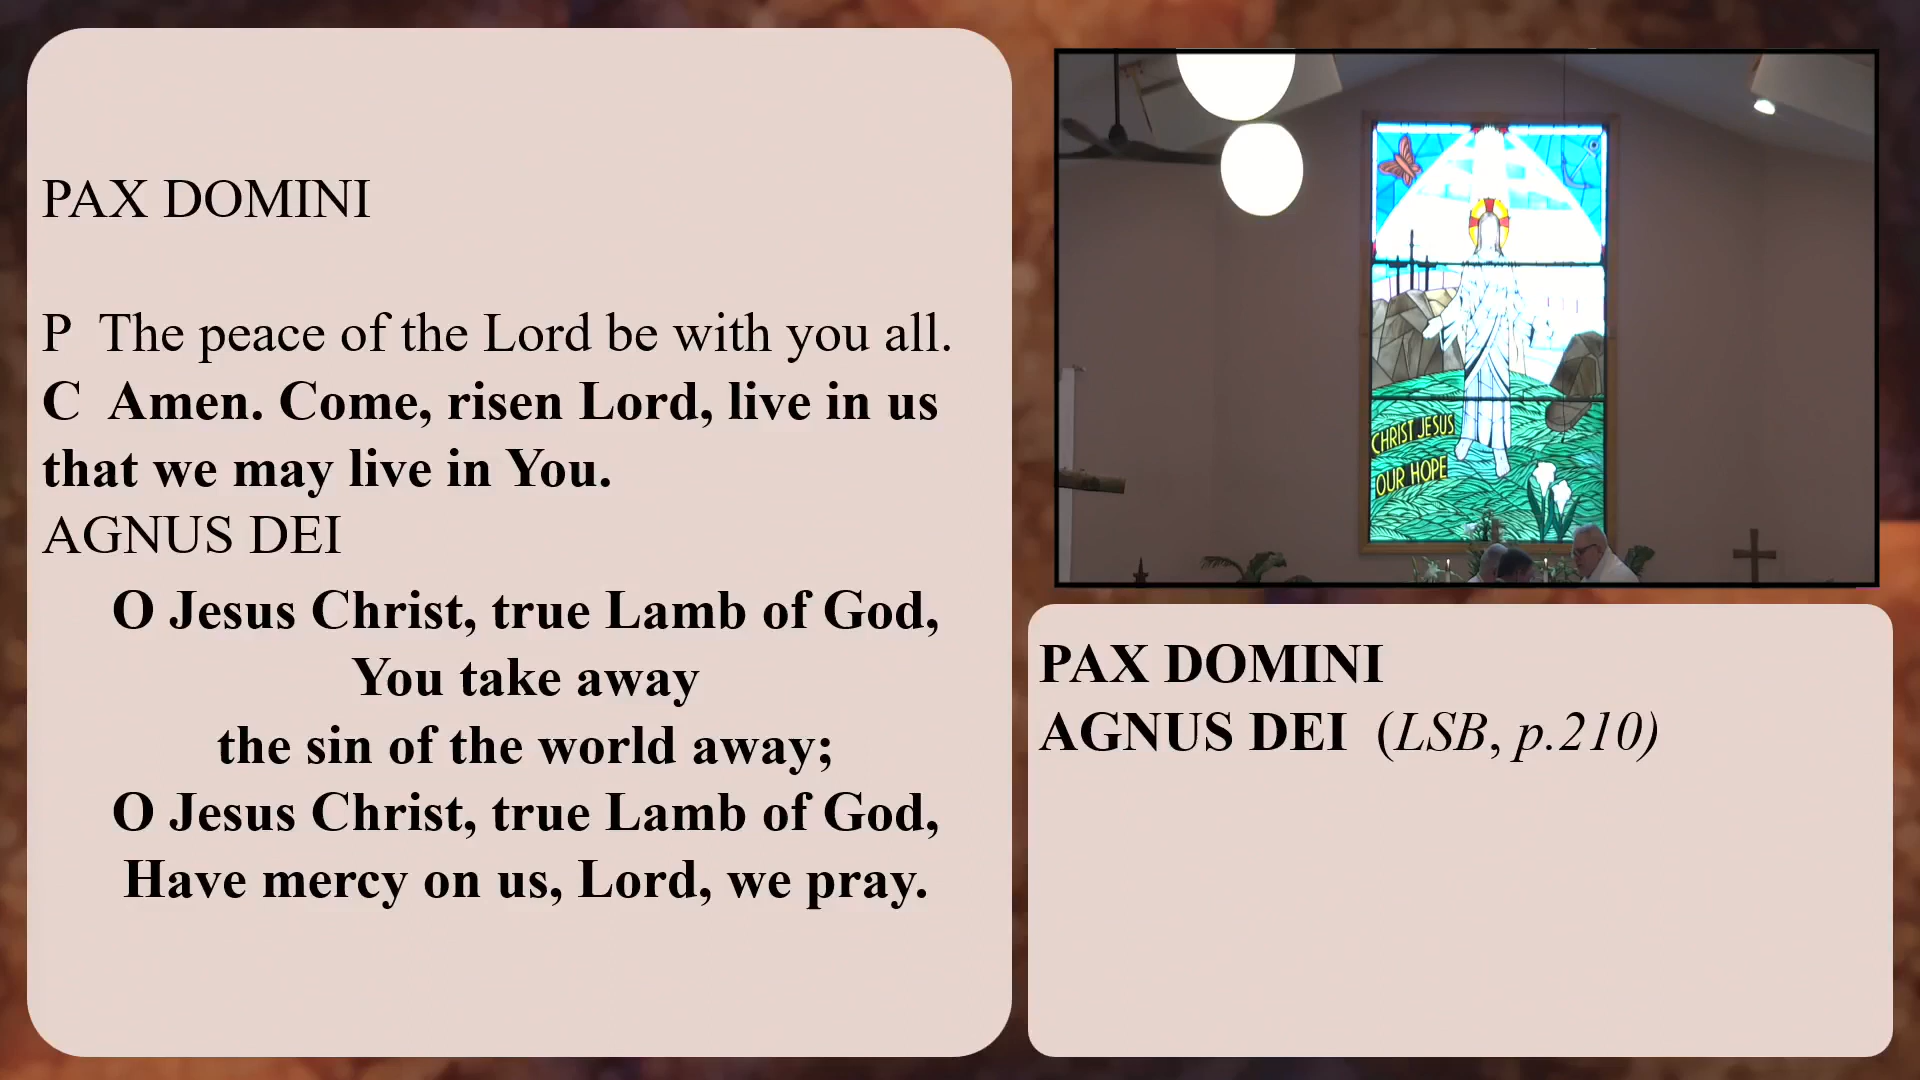 PAX DOMINI
P  The peace of the Lord be with you all.
C  Amen. Come, risen Lord, live in us
that we may live in You.
AGNUS DEI
O Jesus Christ, true Lamb of God,
You take away
the sin of the world away;
O Jesus Christ, true Lamb of God,
Have mercy on us, Lord, we pray.
CHRIST JESUS
OUR HOPE
PAX DOMINI
AGNUS DEI  (LSB, p.210)